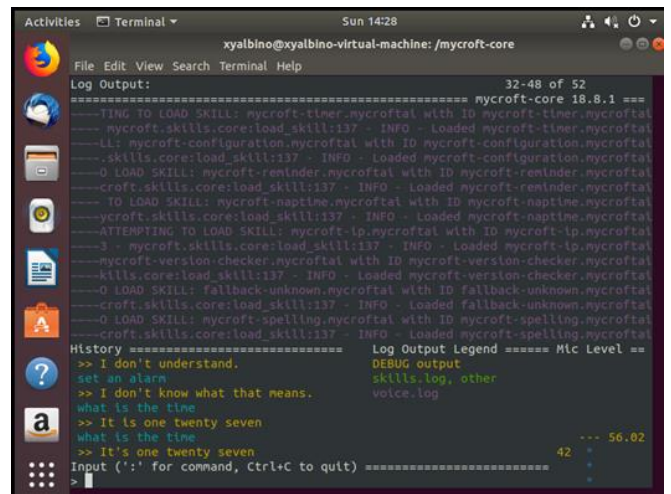 Activities Terminal Sun 14:28
xyalbino@xyalbino-virtual-machine: /mycroft-core
File Edit View Search Terminal Help
Log Output: 32-48 of 52
================================================== mycroft-core 18.8.1 ===
----TING TO LOAD SKILL: mycroft-timer.mycroftai with ID mycroft-timer.mycroftai
---- mycroft.skills.core:load_skill:137 - INFO - Loaded mycroft-timer.mycroftai
----LL: mycroft-configuration.mycroftai with ID mycroft-configuration.mycroftai
----.skills.core:load_skill:137 - INFO - Loaded mycroft-configuration.mycroftai
----O LOAD SKILL: mycroft-reminder.mycroftai with ID mycroft-reminder.mycroftai
----croft.skills.core:load_skill:137 - INFO - Loaded mycroft-reminder.mycroftai
---- TO LOAD SKILL: mycroft-naptime.mycroftai with ID mycroft-naptime.mycroftai
----ycroft.skills.core:load_skill:137 - INFO - Loaded mycroft-naptime.mycroftai
----ATTEMPTING TO LOAD SKILL: mycroft-ip.mycroftai with ID mycroft-ip.mycroftai
----3 - mycroft.skills.core:load_skill:137 - INFO - Loaded mycroft-ip.mycroftai
----mycroft-version-checker.mycroftai with ID mycroft-version-checker.mycroftai
----kills.core:load_skill:137 - INFO - Loaded mycroft-version-checker.mycroftai
----O LOAD SKILL: fallback-unknown.mycroftai with ID fallback-unknown.mycroftai
----croft.skills.core:load_skill:137 - INFO - Loaded fallback-unknown.mycroftai
----O LOAD SKILL: mycroft-spelling.mycroftai with ID mycroft-spelling.mycroftai
----croft.skills.core:load_skill:137 - INFO - Loaded mycroft-spelling.mycroftai
History ============================ Log Output Legend ====== Mic Level ==
>> I don't understand. DEBUG output
set an alarm skills.log, other
>> I don't know what that means. voice.log
what is the time
>> It is one twenty seven
what is the time --- 56.02
>> It's one twenty seven 42 *
Input (':' for command, Ctrl+C to quit) ======================== *
> *